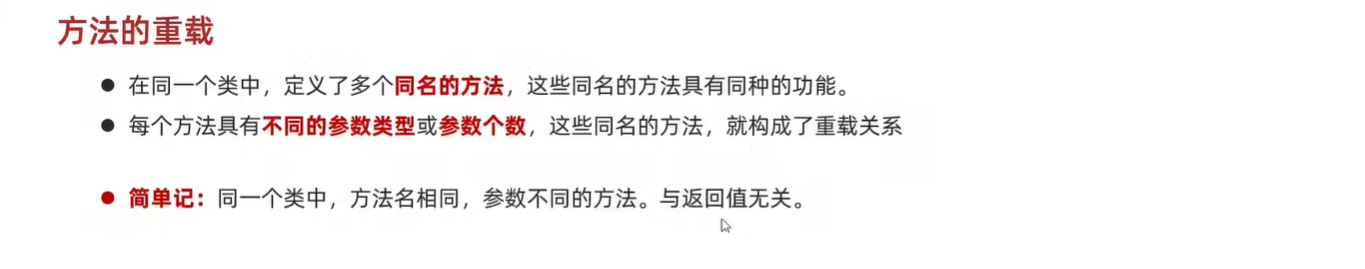 方法的重载
● 在同一个类中，定义了多个同名的方法，这些同名的方法具有同种的功能。
● 每个方法具有不同的参数类型或参数个数，这些同名的方法，就构成了重载关系
● 简单记：同一个类中，方法名相同，参数不同的方法。与返回值无关。